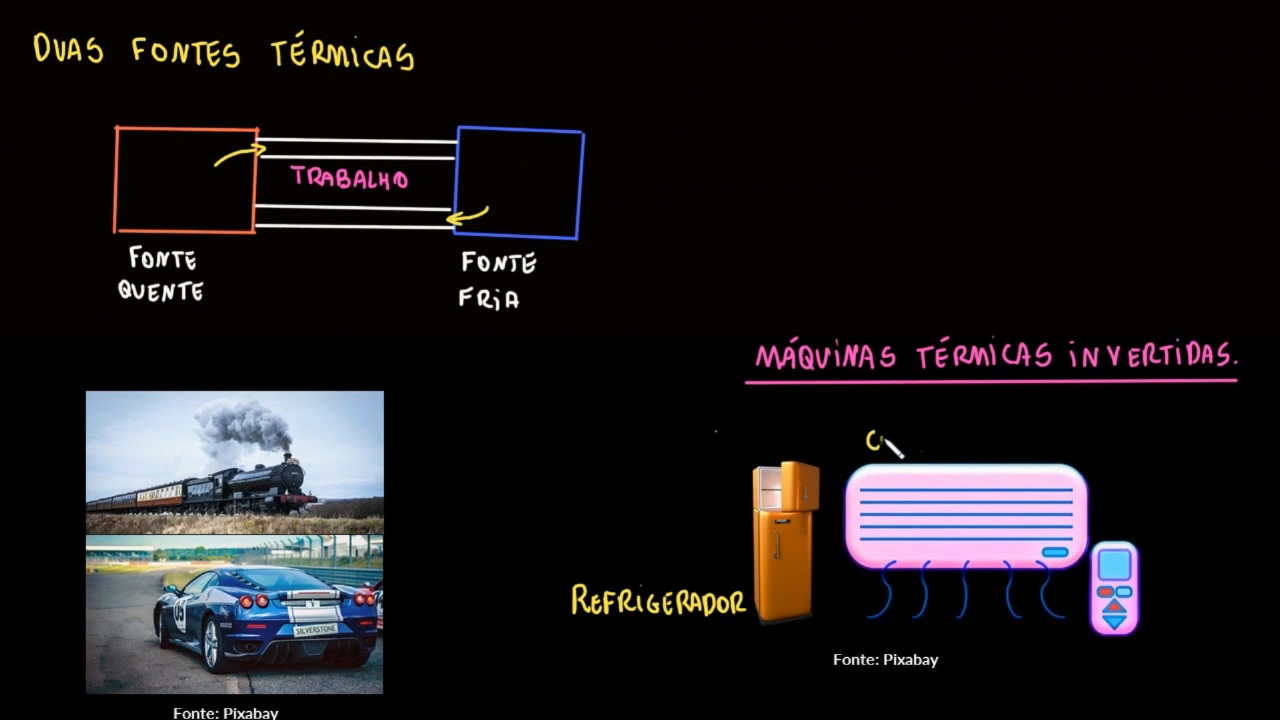 DUAS FONTES TÉRMICAS
TRABALHO
FONTE
QUENTE
FONTE
FRIA
MÁQUINAS TÉRMICAS INVERTIDAS.
C
REFRIGERADOR
SILVERSTONE
Fonte: Pixabay
Fonte: Pixabay